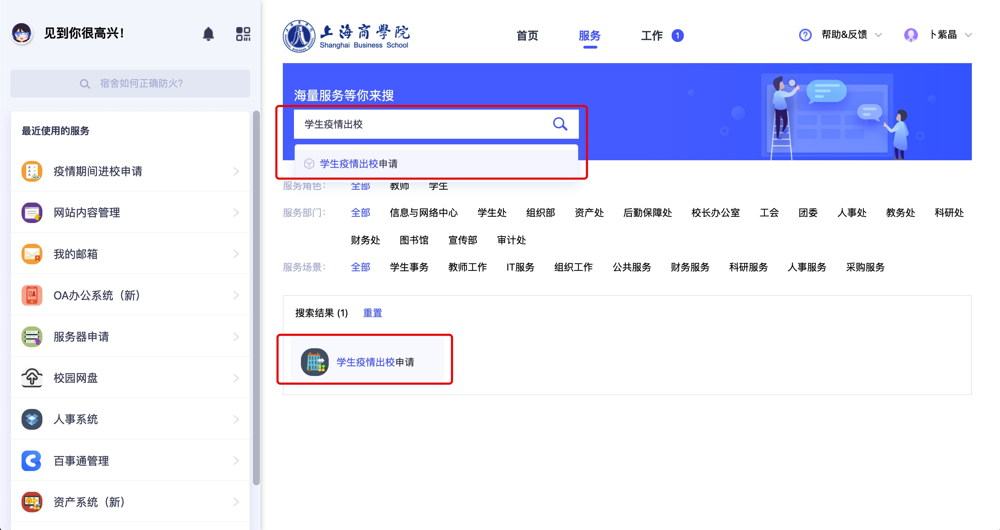 见到你很高兴!
宿舍如何正确防火?
最近使用的服务
疫情期间进校申请
网站内容管理
我的邮箱
OA办公系统（新）
服务器申请
校园网盘
人事系统
百事通管理
资产系统（新）
上海商學院
Shanghai Business School
首页 服务 工作 1
帮助&反馈 卜紫晶
海量服务等你来搜
学生疫情出校
学生疫情出校申请
服务角色： 全部 教师 学生
服务部门： 全部 信息与网络中心 学生处 组织部 资产处 后勤保障处 校长办公室 工会 团委 人事处 教务处 科研处
财务处 图书馆 宣传部 审计处
服务场景： 全部 学生事务 教师工作 IT服务 组织工作 公共服务 财务服务 科研服务 人事服务 采购服务
搜索结果 (1) 重置
学生疫情出校申请